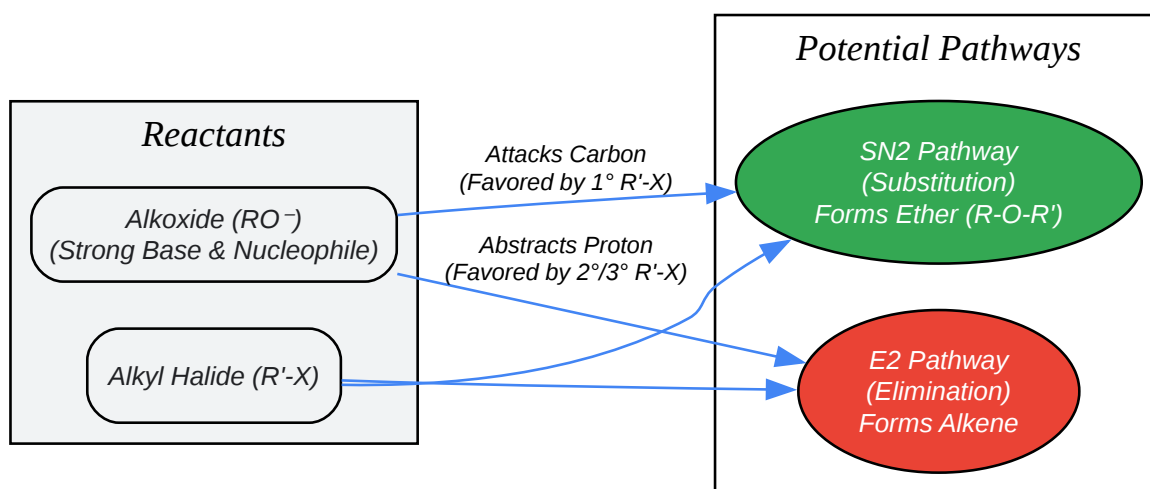 Potential Pathways
Reactants
Attacks Carbon
(Favored by 1° R'-X)
SN2 Pathway
(Substitution)
Forms Ether (R-O-R')
Alkoxide (RO⁻)
(Strong Base & Nucleophile)
Abstracts Proton
(Favored by 2°/3° R'-X)
Alkyl Halide (R'-X)
E2 Pathway
(Elimination)
Forms Alkene